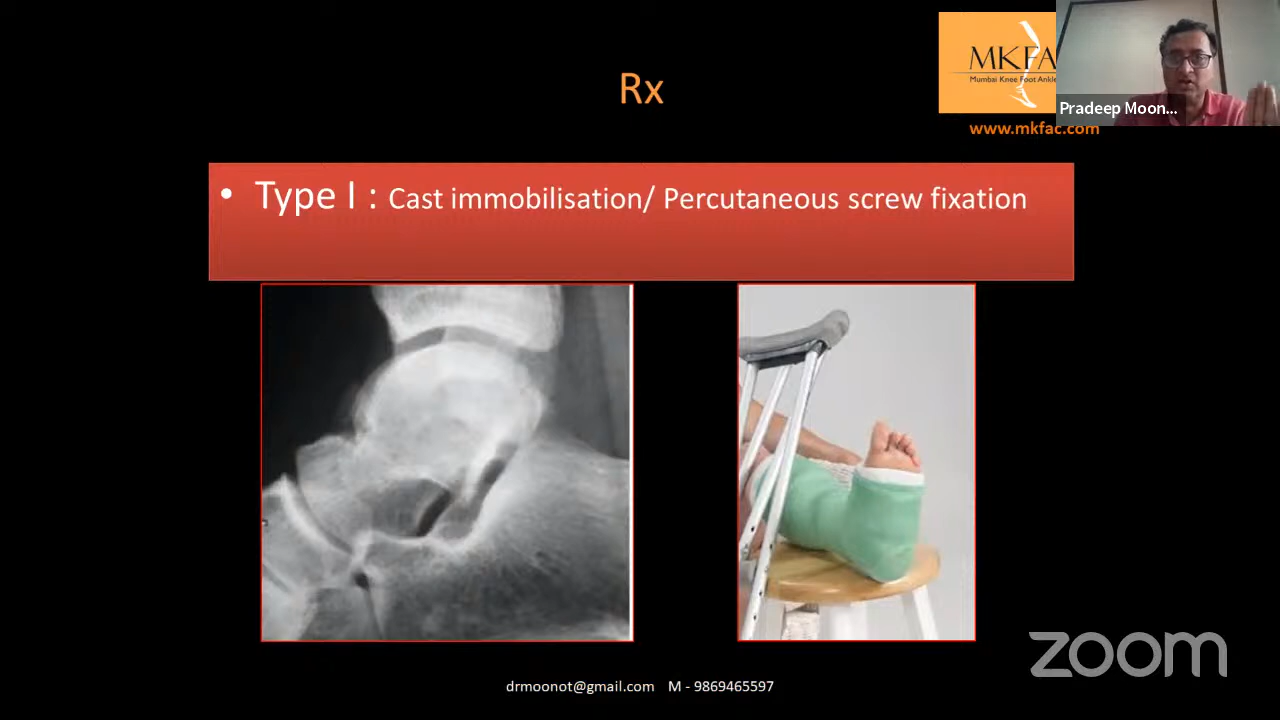 Rx
MKFA
Mumbai Knee Foot Ankle
www.mkfac.com
Pradeep Moon...
• Type I : Cast immobilisation/ Percutaneous screw fixation
zoom
drmoonot@gmail.com M - 9869465597